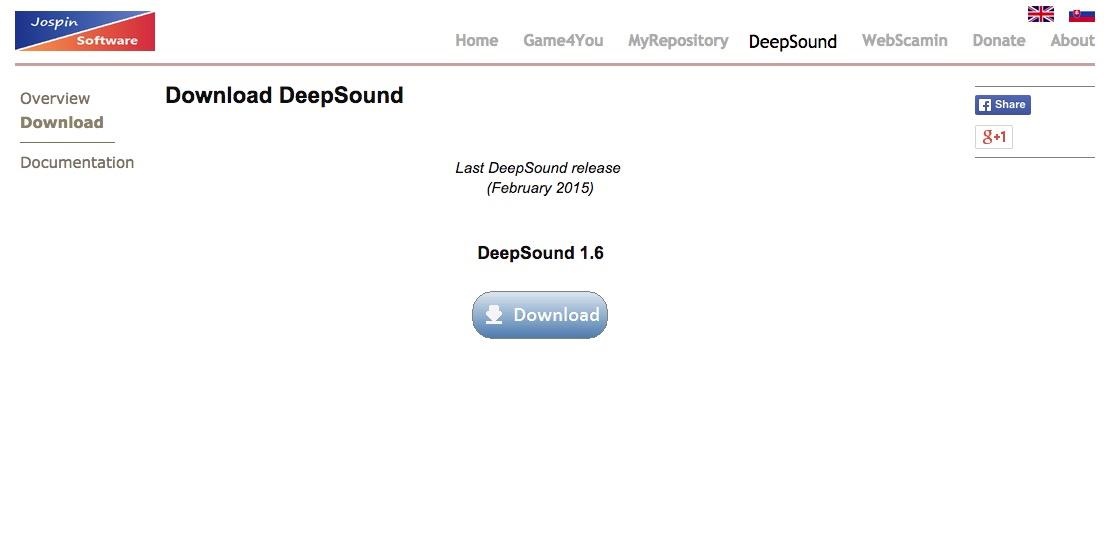 Jospin
Software
Home Game4You MyRepository DeepSound WebScamin Donate About
Overview
Download
Documentation
Download DeepSound
Last DeepSound release
(February 2015)
DeepSound 1.6
Download
Share
g+1